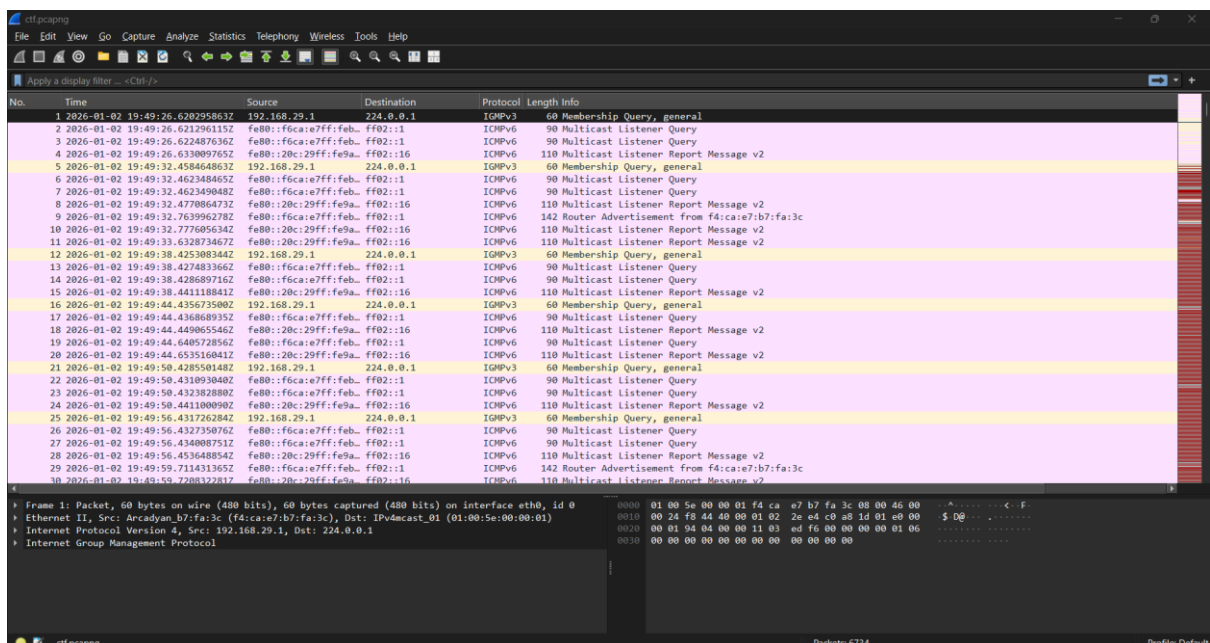 ctf.pcapng
File Edit View Go Capture Analyze Statistics Telephony Wireless Tools Help
Apply a display filter ... <Ctrl-/>
No. Time Source Destination Protocol Length Info
1 2026-01-02 19:49:26.620295863Z 192.168.29.1 224.0.0.1 IGMPv3 60 Membership Query, general
2 2026-01-02 19:49:26.621296115Z fe80::f6ca:e7ff:feb… ff02::1 ICMPv6 90 Multicast Listener Query
3 2026-01-02 19:49:26.622487636Z fe80::f6ca:e7ff:feb… ff02::1 ICMPv6 90 Multicast Listener Query
4 2026-01-02 19:49:26.633009765Z fe80::20c:29ff:fe9a… ff02::16 ICMPv6 110 Multicast Listener Report Message v2
5 2026-01-02 19:49:32.458464863Z 192.168.29.1 224.0.0.1 IGMPv3 60 Membership Query, general
6 2026-01-02 19:49:32.462348465Z fe80::f6ca:e7ff:feb… ff02::1 ICMPv6 90 Multicast Listener Query
7 2026-01-02 19:49:32.462349048Z fe80::f6ca:e7ff:feb… ff02::1 ICMPv6 90 Multicast Listener Query
8 2026-01-02 19:49:32.477086473Z fe80::20c:29ff:fe9a… ff02::16 ICMPv6 110 Multicast Listener Report Message v2
9 2026-01-02 19:49:32.763996278Z fe80::f6ca:e7ff:feb… ff02::1 ICMPv6 142 Router Advertisement from f4:ca:e7:b7:fa:3c
10 2026-01-02 19:49:32.777605634Z fe80::20c:29ff:fe9a… ff02::16 ICMPv6 110 Multicast Listener Report Message v2
11 2026-01-02 19:49:33.632873467Z fe80::20c:29ff:fe9a… ff02::16 ICMPv6 110 Multicast Listener Report Message v2
12 2026-01-02 19:49:38.425308344Z 192.168.29.1 224.0.0.1 IGMPv3 60 Membership Query, general
13 2026-01-02 19:49:38.427483366Z fe80::f6ca:e7ff:feb… ff02::1 ICMPv6 90 Multicast Listener Query
14 2026-01-02 19:49:38.428689716Z fe80::f6ca:e7ff:feb… ff02::1 ICMPv6 90 Multicast Listener Query
15 2026-01-02 19:49:38.441118841Z fe80::20c:29ff:fe9a… ff02::16 ICMPv6 110 Multicast Listener Report Message v2
16 2026-01-02 19:49:44.435673500Z 192.168.29.1 224.0.0.1 IGMPv3 60 Membership Query, general
17 2026-01-02 19:49:44.436868935Z fe80::f6ca:e7ff:feb… ff02::1 ICMPv6 90 Multicast Listener Query
18 2026-01-02 19:49:44.449065546Z fe80::20c:29ff:fe9a… ff02::16 ICMPv6 110 Multicast Listener Report Message v2
19 2026-01-02 19:49:44.640572856Z fe80::f6ca:e7ff:feb… ff02::1 ICMPv6 90 Multicast Listener Query
20 2026-01-02 19:49:44.653516041Z fe80::20c:29ff:fe9a… ff02::16 ICMPv6 110 Multicast Listener Report Message v2
21 2026-01-02 19:49:50.428550148Z 192.168.29.1 224.0.0.1 IGMPv3 60 Membership Query, general
22 2026-01-02 19:49:50.431093040Z fe80::f6ca:e7ff:feb… ff02::1 ICMPv6 90 Multicast Listener Query
23 2026-01-02 19:49:50.432382880Z fe80::f6ca:e7ff:feb… ff02::1 ICMPv6 90 Multicast Listener Query
24 2026-01-02 19:49:50.441100090Z fe80::20c:29ff:fe9a… ff02::16 ICMPv6 110 Multicast Listener Report Message v2
25 2026-01-02 19:49:56.431726284Z 192.168.29.1 224.0.0.1 IGMPv3 60 Membership Query, general
26 2026-01-02 19:49:56.432735076Z fe80::f6ca:e7ff:feb… ff02::1 ICMPv6 90 Multicast Listener Query
27 2026-01-02 19:49:56.434008751Z fe80::f6ca:e7ff:feb… ff02::1 ICMPv6 90 Multicast Listener Query
28 2026-01-02 19:49:56.453648854Z fe80::20c:29ff:fe9a… ff02::16 ICMPv6 110 Multicast Listener Report Message v2
29 2026-01-02 19:49:59.711431365Z fe80::f6ca:e7ff:feb… ff02::1 ICMPv6 142 Router Advertisement from f4:ca:e7:b7:fa:3c
30 2026-01-02 19:49:59.720832281Z fe80::20c:29ff:fe9a… ff02::16 ICMPv6 110 Multicast Listener Report Message v2
Frame 1: Packet, 60 bytes on wire (480 bits), 60 bytes captured (480 bits) on interface eth0, id 0
Ethernet II, Src: Arcadyan_b7:fa:3c (f4:ca:e7:b7:fa:3c), Dst: IPv4mcast_01 (01:00:5e:00:00:01)
Internet Protocol Version 4, Src: 192.168.29.1, Dst: 224.0.0.1
Internet Group Management Protocol
0000 01 00 5e 00 00 01 f4 ca e7 b7 fa 3c 08 00 46 00 ··^····· ···<··F·
0010 00 24 f8 44 40 00 01 02 2e e4 c0 a8 1d 01 e0 00 ·$·D@··· .·······
0020 00 01 94 04 00 00 11 03 ed f6 00 00 00 00 01 06 ········ ········
0030 00 00 00 00 00 00 00 00 00 00 00 00 ········ ····
ctf.pcapng
Packets: 6734
Profile: Default